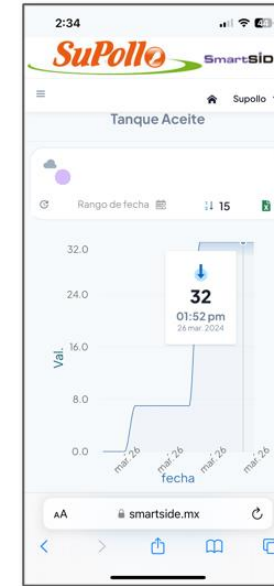 2:34
SuPollo SmartSID
Supollo
Tanque Aceite
Rango de fecha 15
32.0
24.0
16.0
8.0
0.0
Val.
32
01:52 pm
26 mar. 2024
mar. 26 mar. 26 mar. 26 mar. 26
fecha
AA smartside.mx